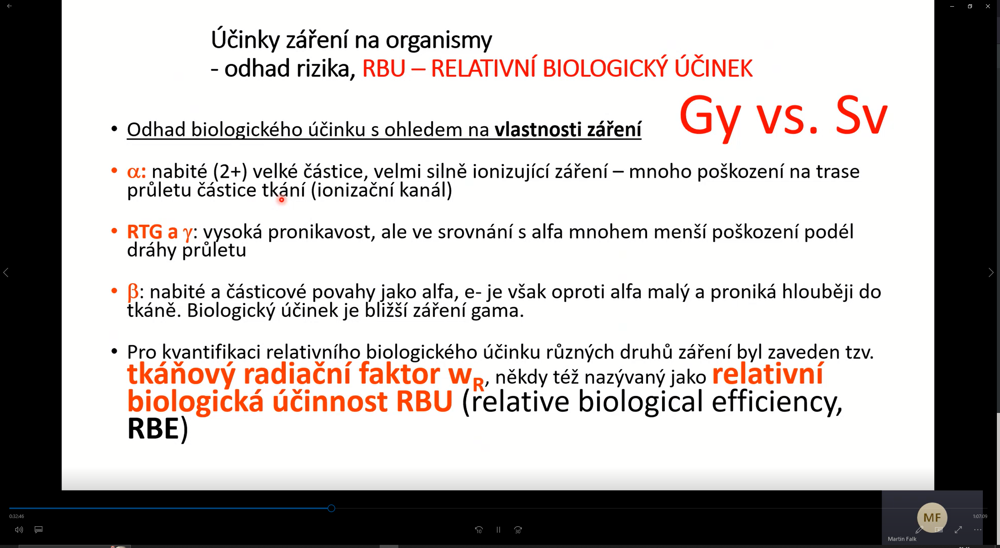 Účinky záření na organismy
- odhad rizika, RBU – RELATIVNÍ BIOLOGICKÝ ÚČINEK
Gy vs. Sv
• Odhad biologického účinku s ohledem na vlastnosti záření
• α: nabité (2+) velké částice, velmi silně ionizující záření – mnoho poškození na trase
průletu částice tkání (ionizační kanál)
• RTG a γ: vysoká pronikavost, ale ve srovnání s alfa mnohem menší poškození podél
dráhy průletu
• β: nabité a částicové povahy jako alfa, e- je však oproti alfa malý a proniká hlouběji do
tkáně. Biologický účinek je bližší záření gama.
• Pro kvantifikaci relativního biologického účinku různých druhů záření byl zaveden tzv.
tkáňový radiační faktor wR, někdy též nazývaný jako relativní
biologická účinnost RBU (relative biological efficiency,
RBE)
0:32:46
1:07:09
MF
10
30
Martin Falk